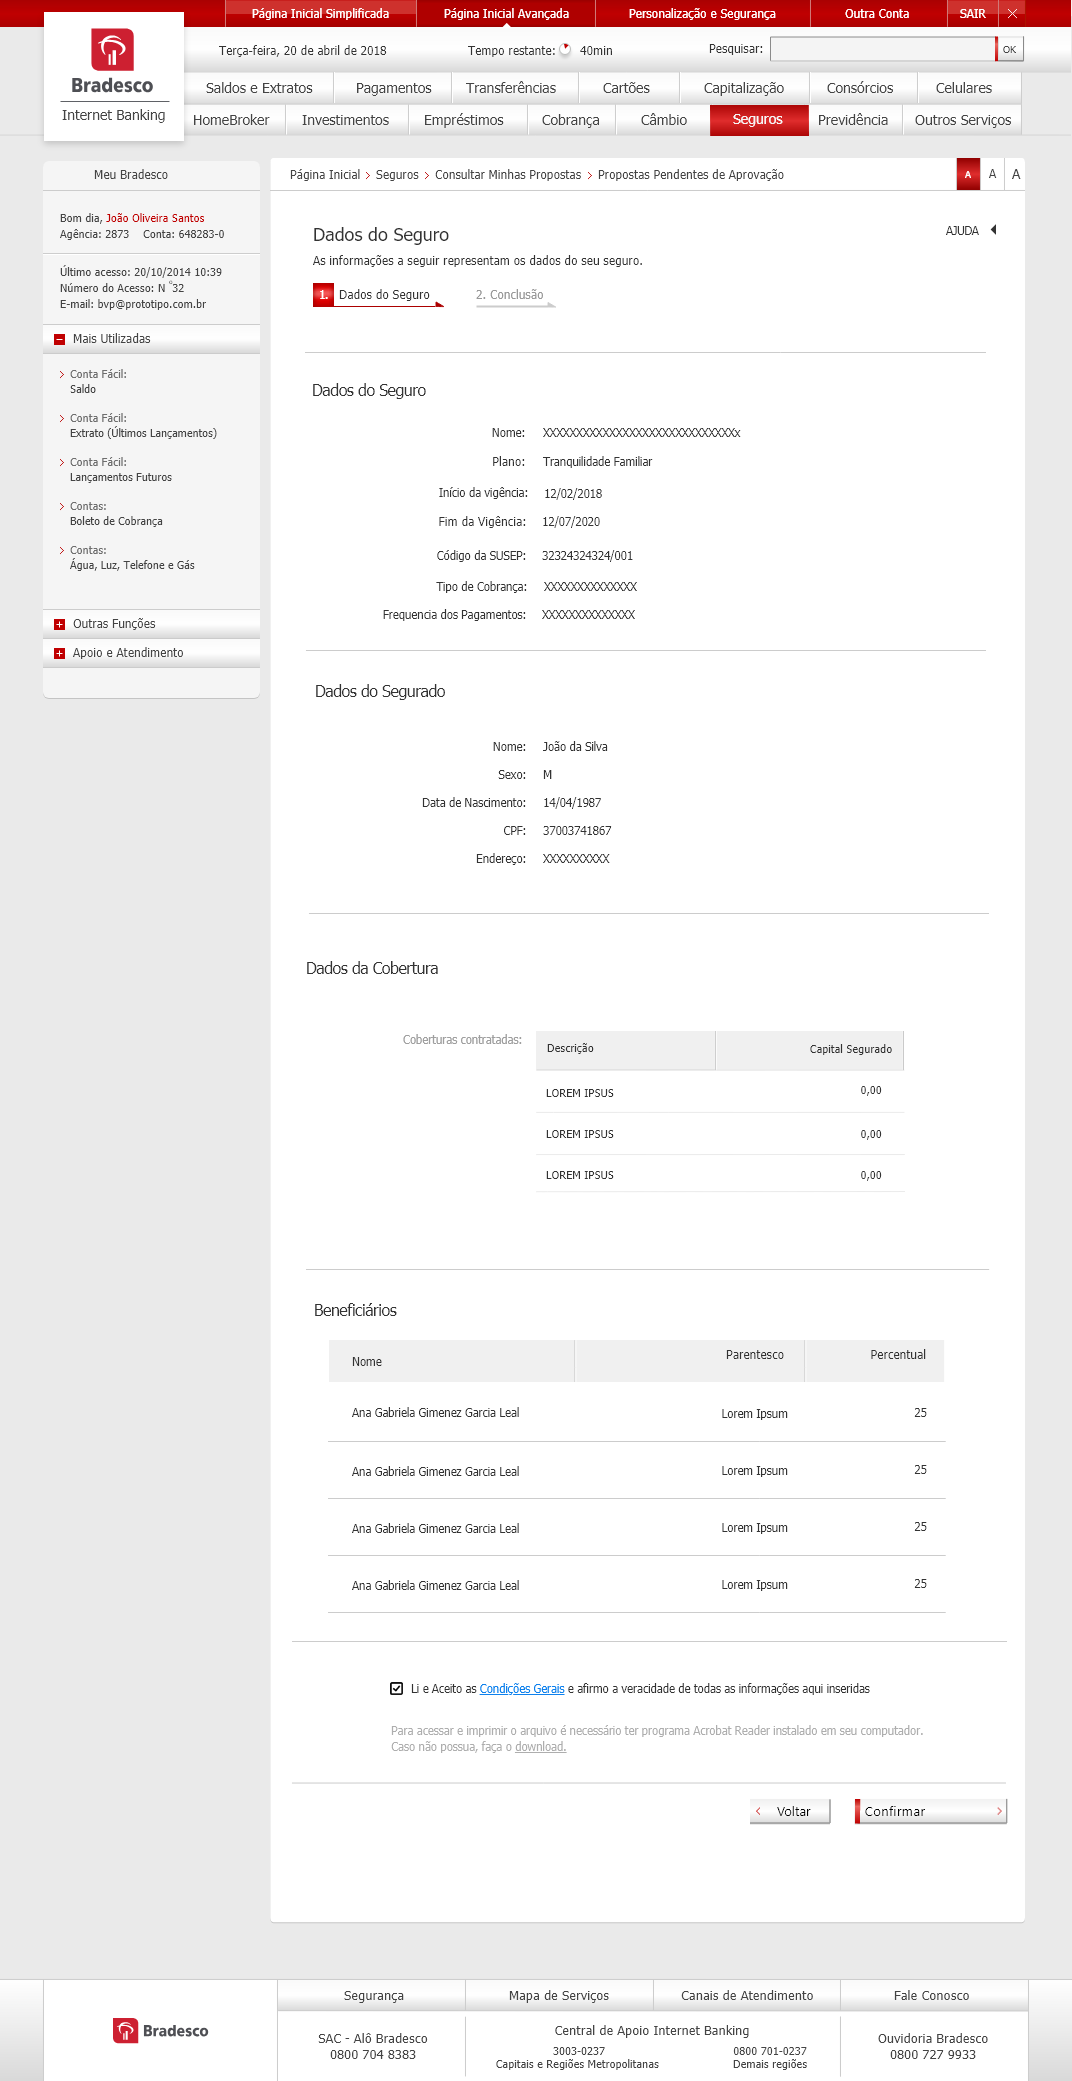 Página Inicial Simplificada
Página Inicial Avançada
Personalização e Segurança
Outra Conta
SAIR
Bradesco
Internet Banking
Terça-feira, 20 de abril de 2018
Tempo restante: 40min
Pesquisar:
OK
Saldos e Extratos
Pagamentos
Transferências
Cartões
Capitalização
Consórcios
Celulares
HomeBroker
Investimentos
Empréstimos
Cobrança
Câmbio
Seguros
Previdência
Outros Serviços
Meu Bradesco
Bom dia, João Oliveira Santos
Agência: 2873 Conta: 648283-0
Último acesso: 20/10/2014 10:39
Número do Acesso: N °32
E-mail: bvp@prototipo.com.br
Mais Utilizadas
Conta Fácil:
Saldo
Conta Fácil:
Extrato (Últimos Lançamentos)
Conta Fácil:
Lançamentos Futuros
Contas:
Boleto de Cobrança
Contas:
Água, Luz, Telefone e Gás
Outras Funções
Apoio e Atendimento
Página Inicial > Seguros > Consultar Minhas Propostas > Propostas Pendentes de Aprovação
A A A
Dados do Seguro
AJUDA
As informações a seguir representam os dados do seu seguro.
1. Dados do Seguro
2. Conclusão
Dados do Seguro
Nome: XXXXXXXXXXXXXXXXXXXXXXXXXXXXXXx
Plano: Tranquilidade Familiar
Início da vigência: 12/02/2018
Fim da Vigência: 12/07/2020
Código da SUSEP: 32324324324/001
Tipo de Cobrança: XXXXXXXXXXXXXX
Frequencia dos Pagamentos: XXXXXXXXXXXXXX
Dados do Segurado
Nome: João da Silva
Sexo: M
Data de Nascimento: 14/04/1987
CPF: 37003741867
Endereço: XXXXXXXXXX
Dados da Cobertura
Coberturas contratadas:
Descrição Capital Segurado
LOREM IPSUS 0,00
LOREM IPSUS 0,00
LOREM IPSUS 0,00
Beneficiários
Nome Parentesco Percentual
Ana Gabriela Gimenez Garcia Leal Lorem Ipsum 25
Ana Gabriela Gimenez Garcia Leal Lorem Ipsum 25
Ana Gabriela Gimenez Garcia Leal Lorem Ipsum 25
Ana Gabriela Gimenez Garcia Leal Lorem Ipsum 25
Li e Aceito as Condições Gerais e afirmo a veracidade de todas as informações aqui inseridas
Para acessar e imprimir o arquivo é necessário ter programa Acrobat Reader instalado em seu computador.
Caso não possua, faça o download.
Voltar
Confirmar
Bradesco
Segurança
Mapa de Serviços
Canais de Atendimento
Fale Conosco
SAC - Alô Bradesco
0800 704 8383
Central de Apoio Internet Banking
3003-0237
Capitais e Regiões Metropolitanas
0800 701-0237
Demais regiões
Ouvidoria Bradesco
0800 727 9933